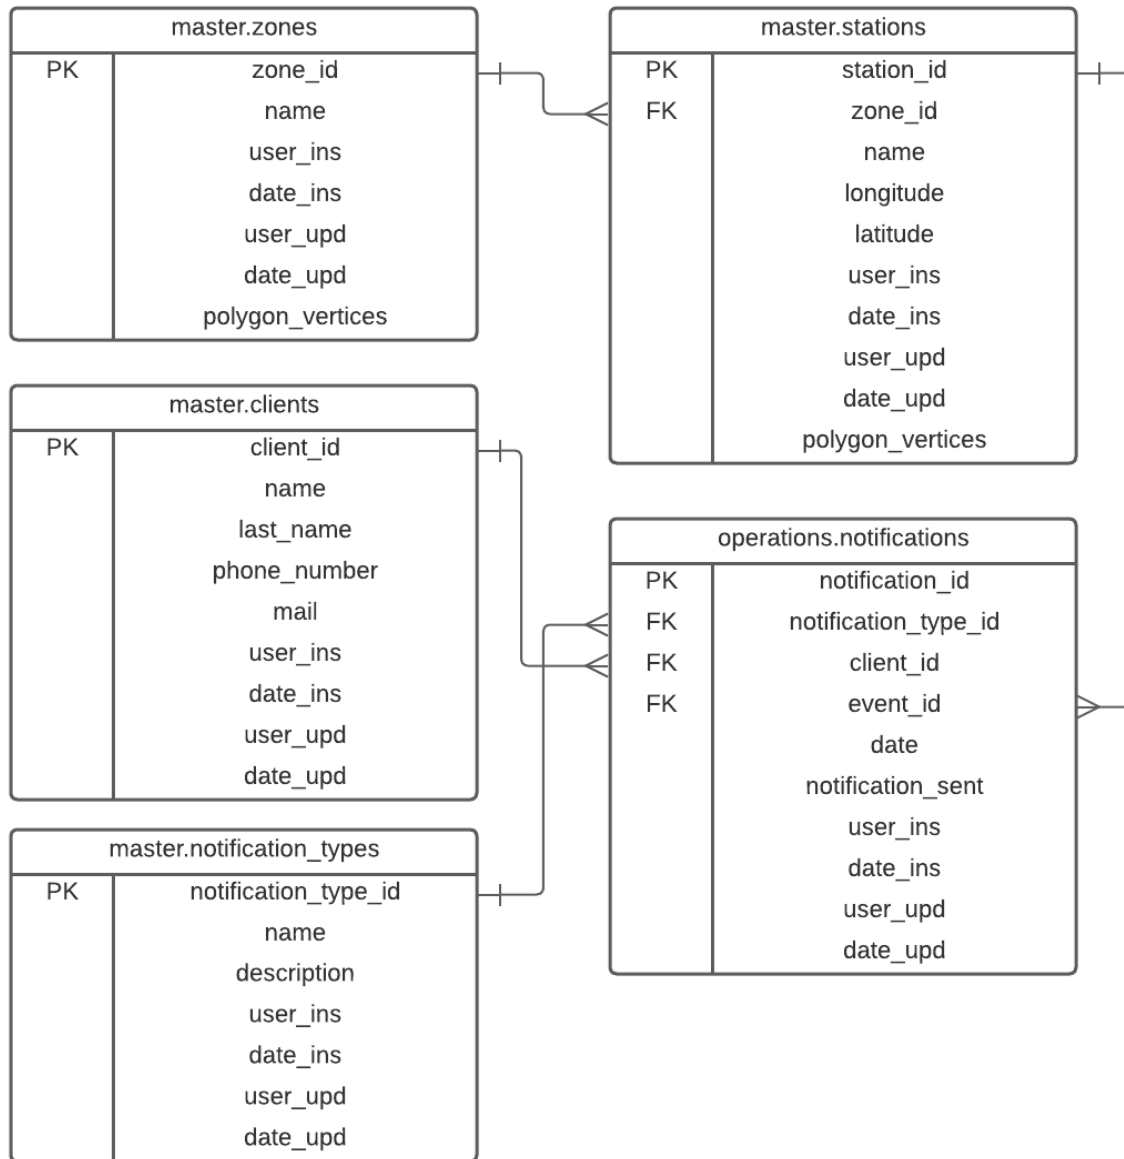 master.zones
PK zone_id
name
user_ins
date_ins
user_upd
date_upd
polygon_vertices
master.stations
PK station_id
FK zone_id
name
longitude
latitude
user_ins
date_ins
user_upd
date_upd
polygon_vertices
master.clients
PK client_id
name
last_name
phone_number
mail
user_ins
date_ins
user_upd
date_upd
operations.notifications
PK notification_id
FK notification_type_id
FK client_id
FK event_id
date
notification_sent
user_ins
date_ins
user_upd
date_upd
master.notification_types
PK notification_type_id
name
description
user_ins
date_ins
user_upd
date_upd